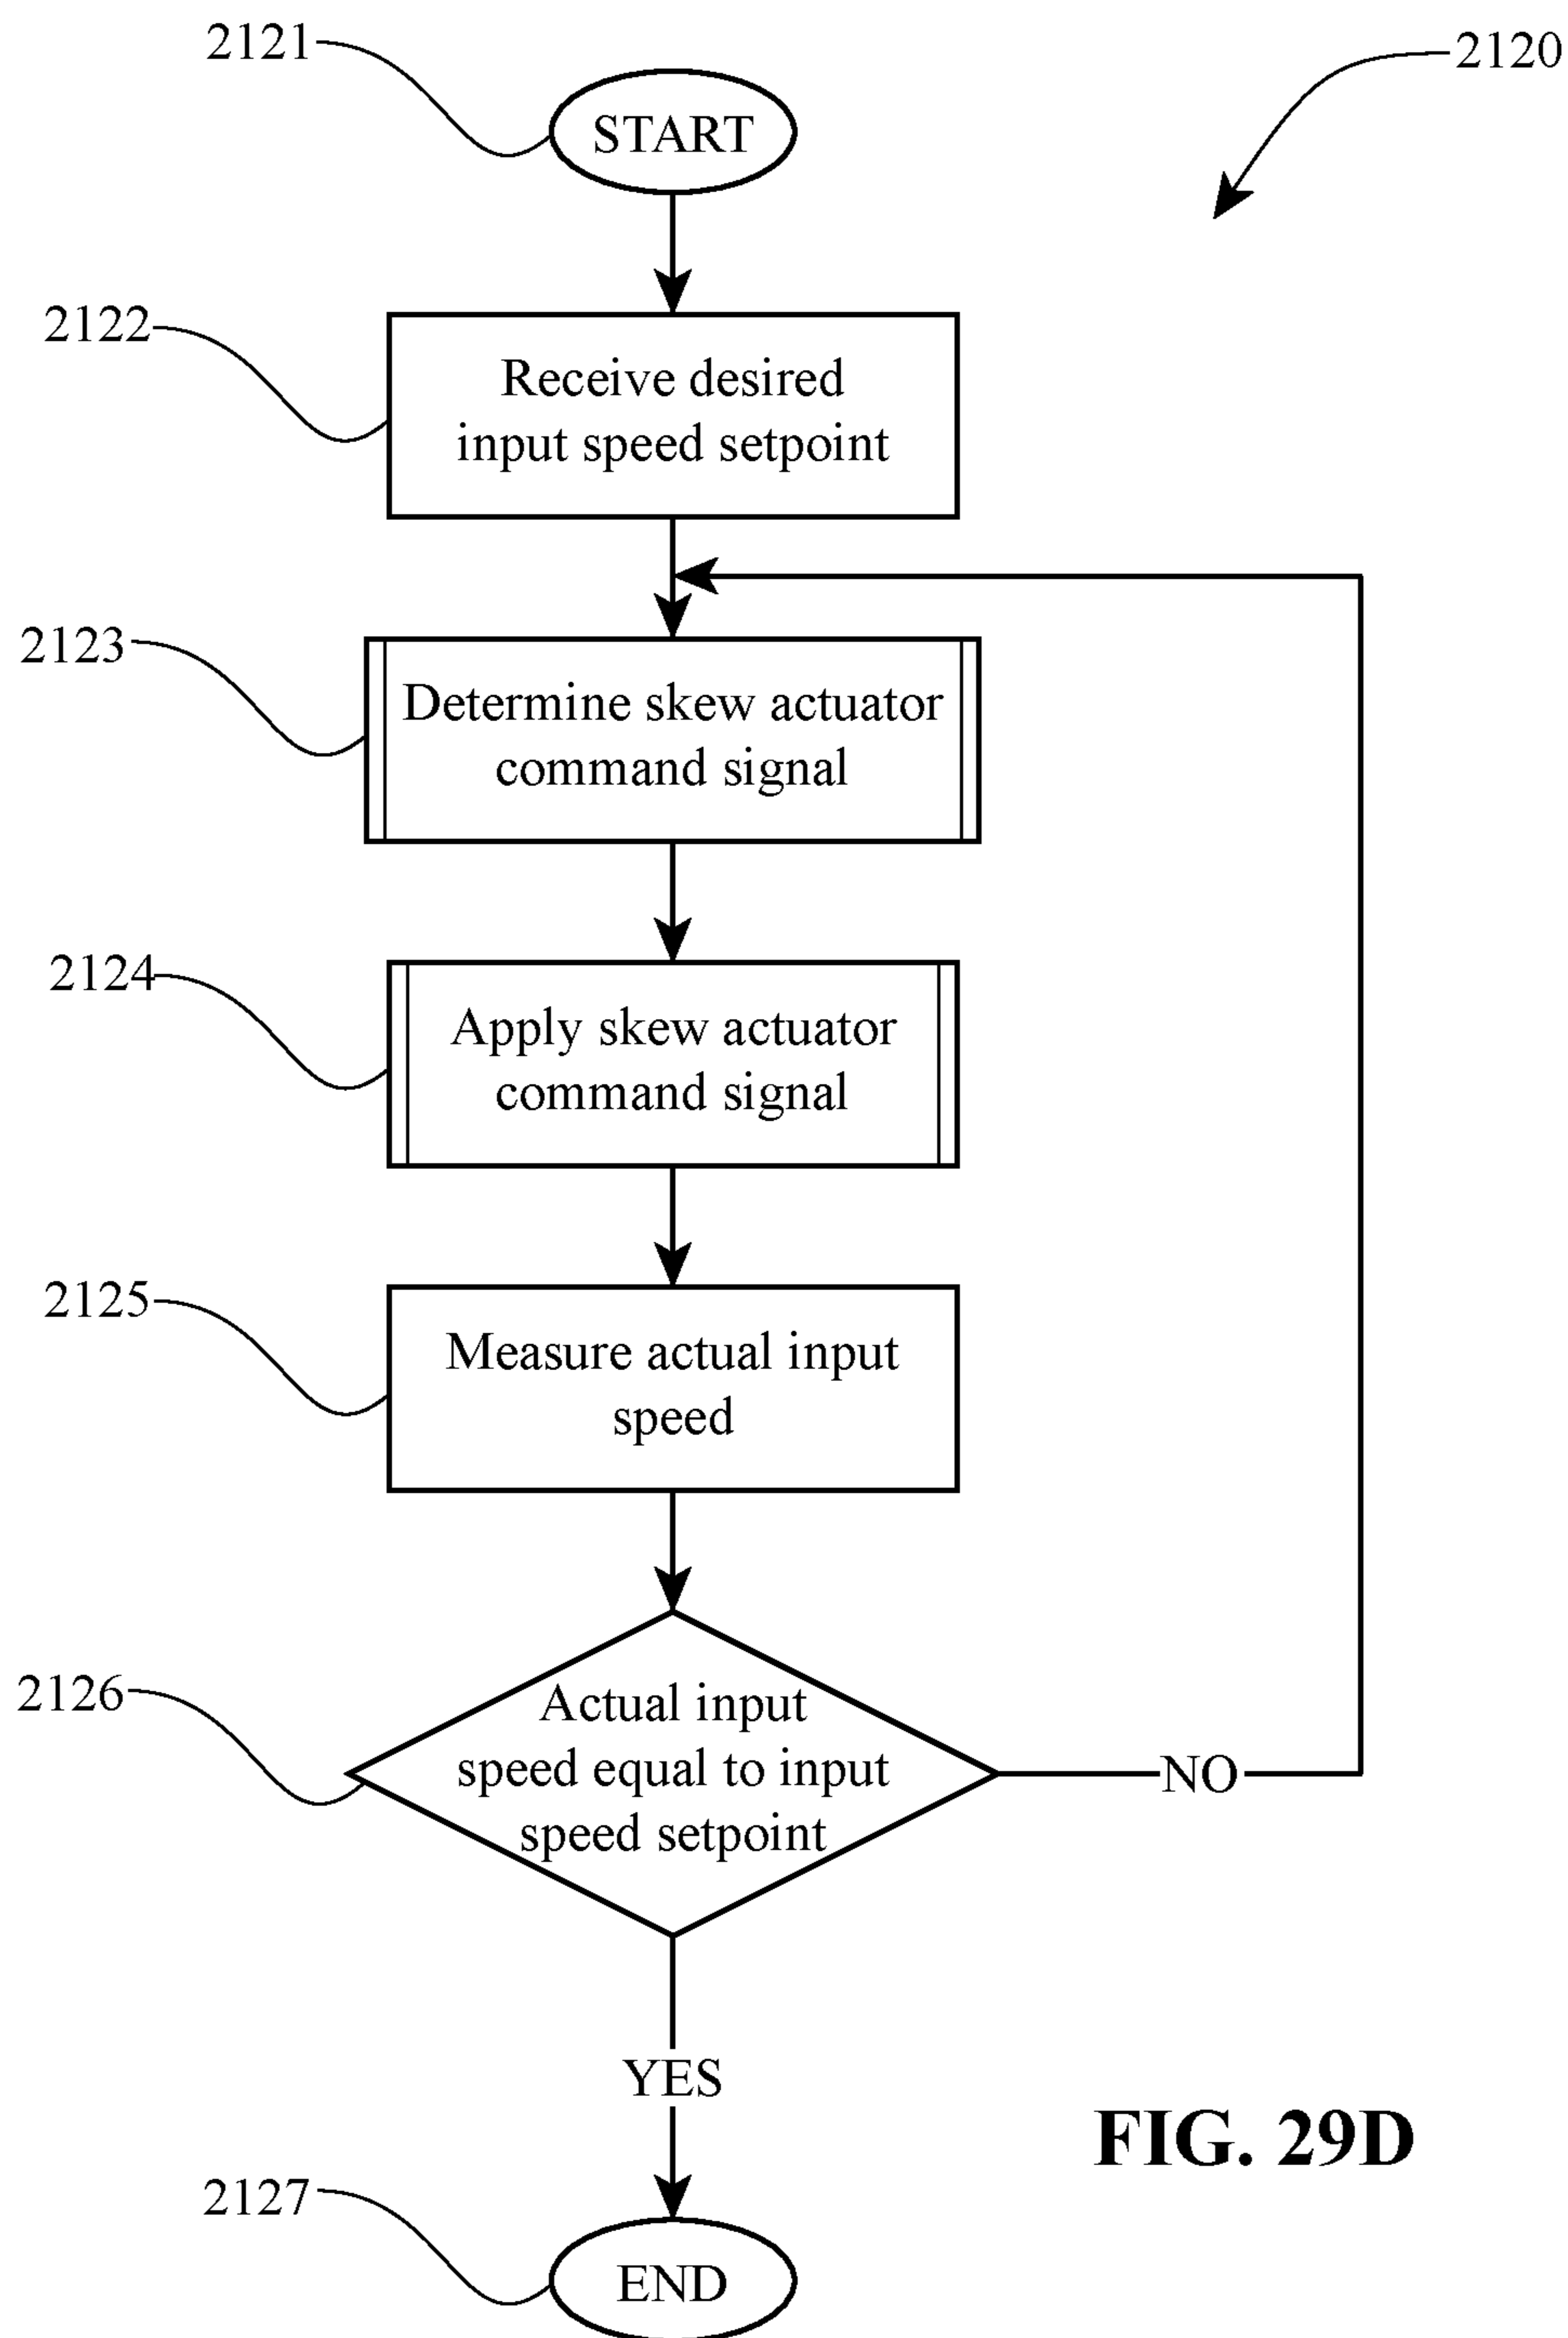 2121
2120
START
2122
Receive desired
input speed setpoint
2123
Determine skew actuator
command signal
2124
Apply skew actuator
command signal
2125
Measure actual input
speed
2126
Actual input
speed equal to input
speed setpoint
NO
YES
FIG. 29D
2127
END